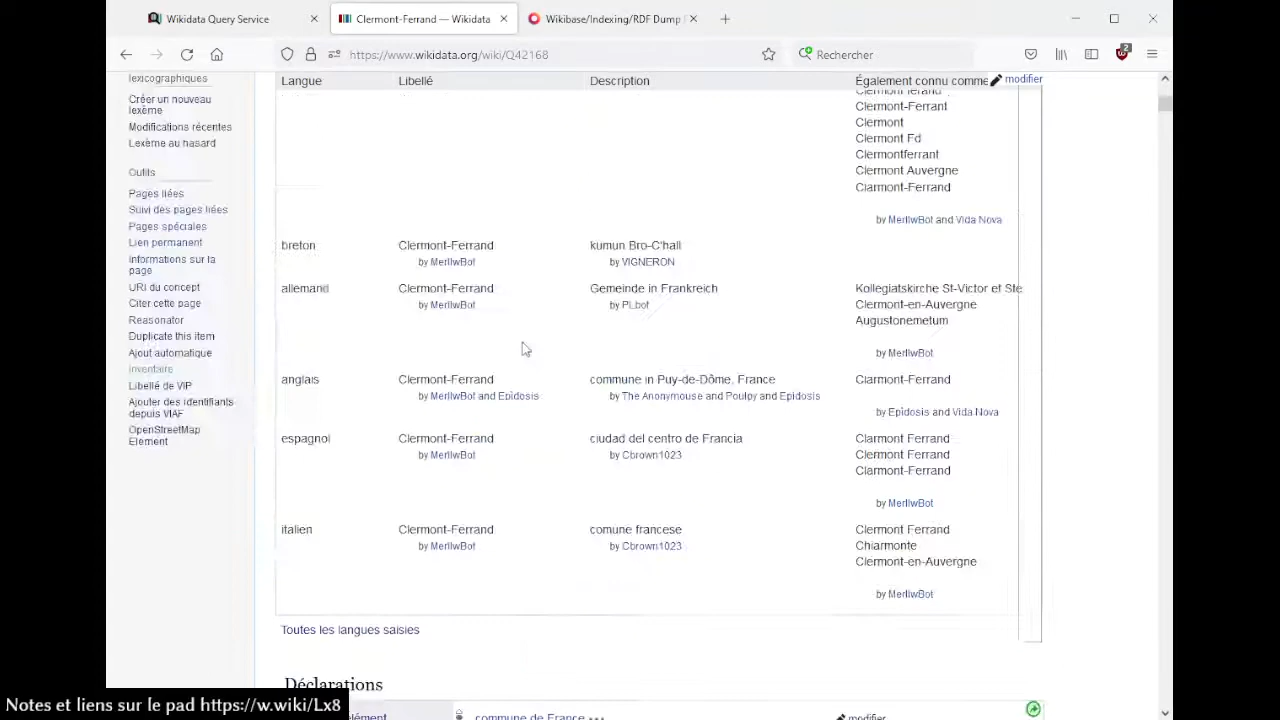 Wikidata Query Service
Clermont-Ferrand — Wikidata
Wikibase/Indexing/RDF Dump F
https://www.wikidata.org/wiki/Q42168
Rechercher
2
lexicographiques
Créer un nouveau
lexème
Modifications récentes
Lexème au hasard
Outils
Pages liées
Suivi des pages liées
Pages spéciales
Lien permanent
Informations sur la
page
URI du concept
Citer cette page
Reasonator
Duplicate this item
Ajout automatique
inventaire
Libellé de VIP
Ajouter des identifiants
depuis VIAF
OpenStreetMap
Element
Langue Libellé Description Également connu comme modifier
Clermont ferand
Clermont-Ferrant
Clermont
Clermont Fd
Clermontferrant
Clermont Auvergne
Clarmont-Ferrand
by MerlIwBot and Vida Nova
breton Clermont-Ferrand kumun Bro-C'hall
by MerlIwBot by VIGNERON
allemand Clermont-Ferrand Gemeinde in Frankreich Kollegiatskirche St-Victor et Ste
by MerlIwBot by PLbot Clermont-en-Auvergne
Augustonemetum
by MerlIwBot
anglais Clermont-Ferrand commune in Puy-de-Dôme, France Clarmont-Ferrand
by MerlIwBot and Epìdosis by The Anonymouse and Poulpy and Epìdosis
by Epìdosis and Vida Nova
espagnol Clermont-Ferrand ciudad del centro de Francia Clarmont Ferrand
by MerlIwBot by Cbrown1023 Clermont Ferrand
Clarmont-Ferrand
by MerlIwBot
italien Clermont-Ferrand comune francese Clermont Ferrand
by MerlIwBot by Cbrown1023 Chiarmonte
Clermont-en-Auvergne
by MerlIwBot
Toutes les langues saisies
Déclarations
élément commune de France modifier
Notes et liens sur le pad https://w.wiki/Lx8